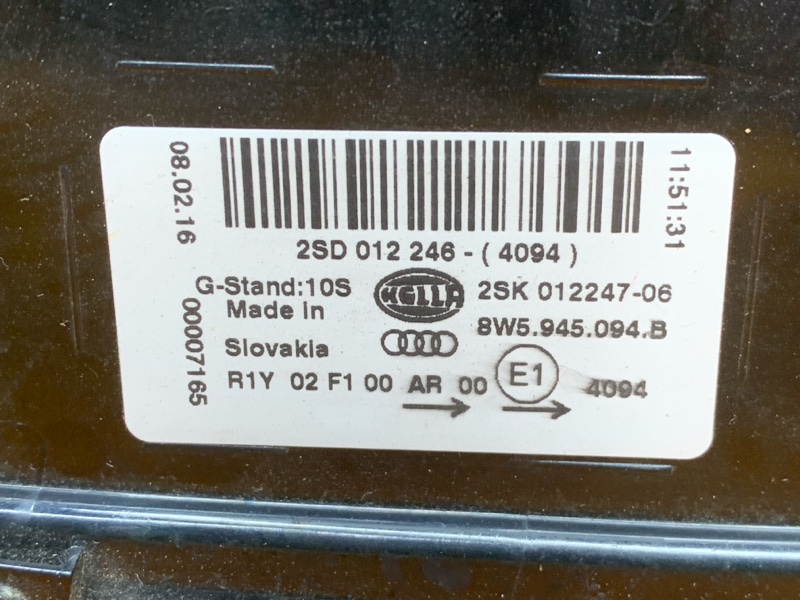 08.02.16
00007165
11:51:31
2SD 012 246 - ( 4094 )
G-Stand:10S HELLA 2SK 012247-06
Made in 8W5.945.094.B
Slovakia
R1Y 02 F1 00 AR 00 E1 4094